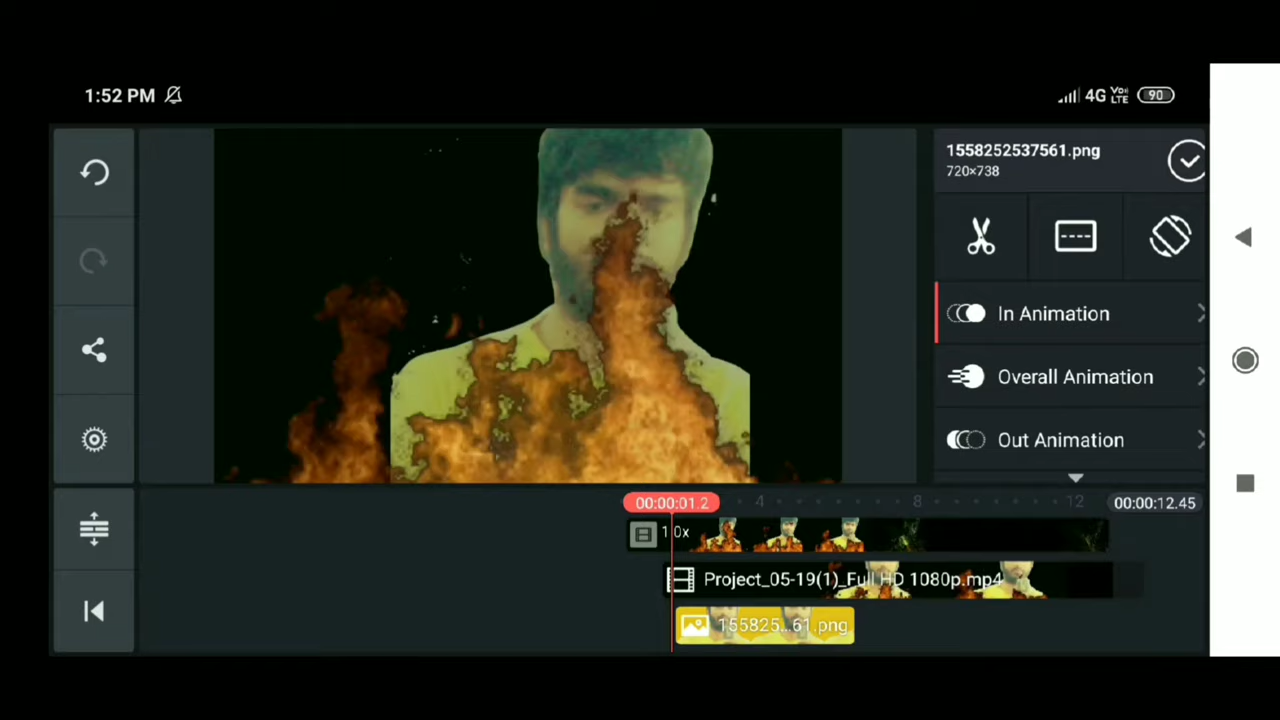 1:52 PM
4G Vo LTE 90
1558252537561.png
720×738
In Animation
Overall Animation
Out Animation
00:00:01.2 4 8 12 00:00:12.45
1.0x
Project_05-19(1)_Full HD 1080p.mp4
155825...61.png